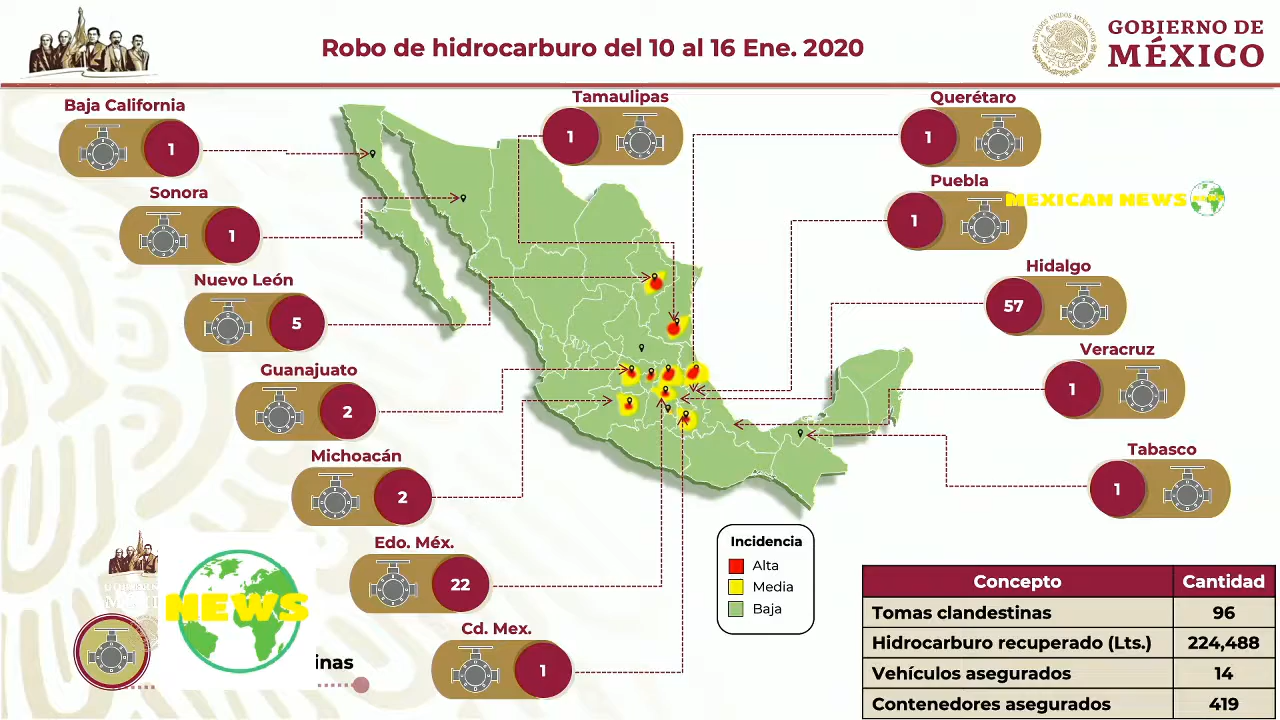 Robo de hidrocarburo del 10 al 16 Ene. 2020
GOBIERNO DE
MÉXICO
Baja California
1
Sonora
1
Nuevo León
5
Guanajuato
2
Michoacán
2
Edo. Méx.
22
Cd. Mex.
1
Tamaulipas
1
Querétaro
1
Puebla
1
MEXICAN NEWS
Hidalgo
57
Veracruz
1
Tabasco
1
Incidencia
Alta
Media
Baja
Concepto Cantidad
Tomas clandestinas 96
Hidrocarburo recuperado (Lts.) 224,488
Vehículos asegurados 14
Contenedores asegurados 419
NEWS
inas